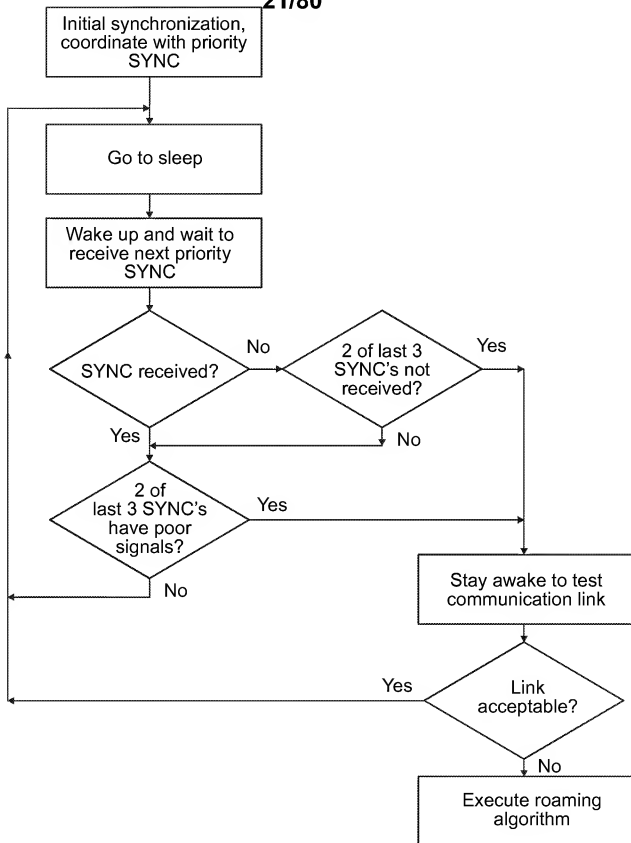 21/80
Initial synchronization,
coordinate with priority
SYNC
Go to sleep
Wake up and wait to
receive next priority
SYNC
SYNC received?
No
2 of last 3
SYNC's not
received?
Yes
Yes
No
2 of
last 3 SYNC's
have poor
signals?
Yes
No
Stay awake to test
communication link
Link
acceptable?
Yes
No
Execute roaming
algorithm